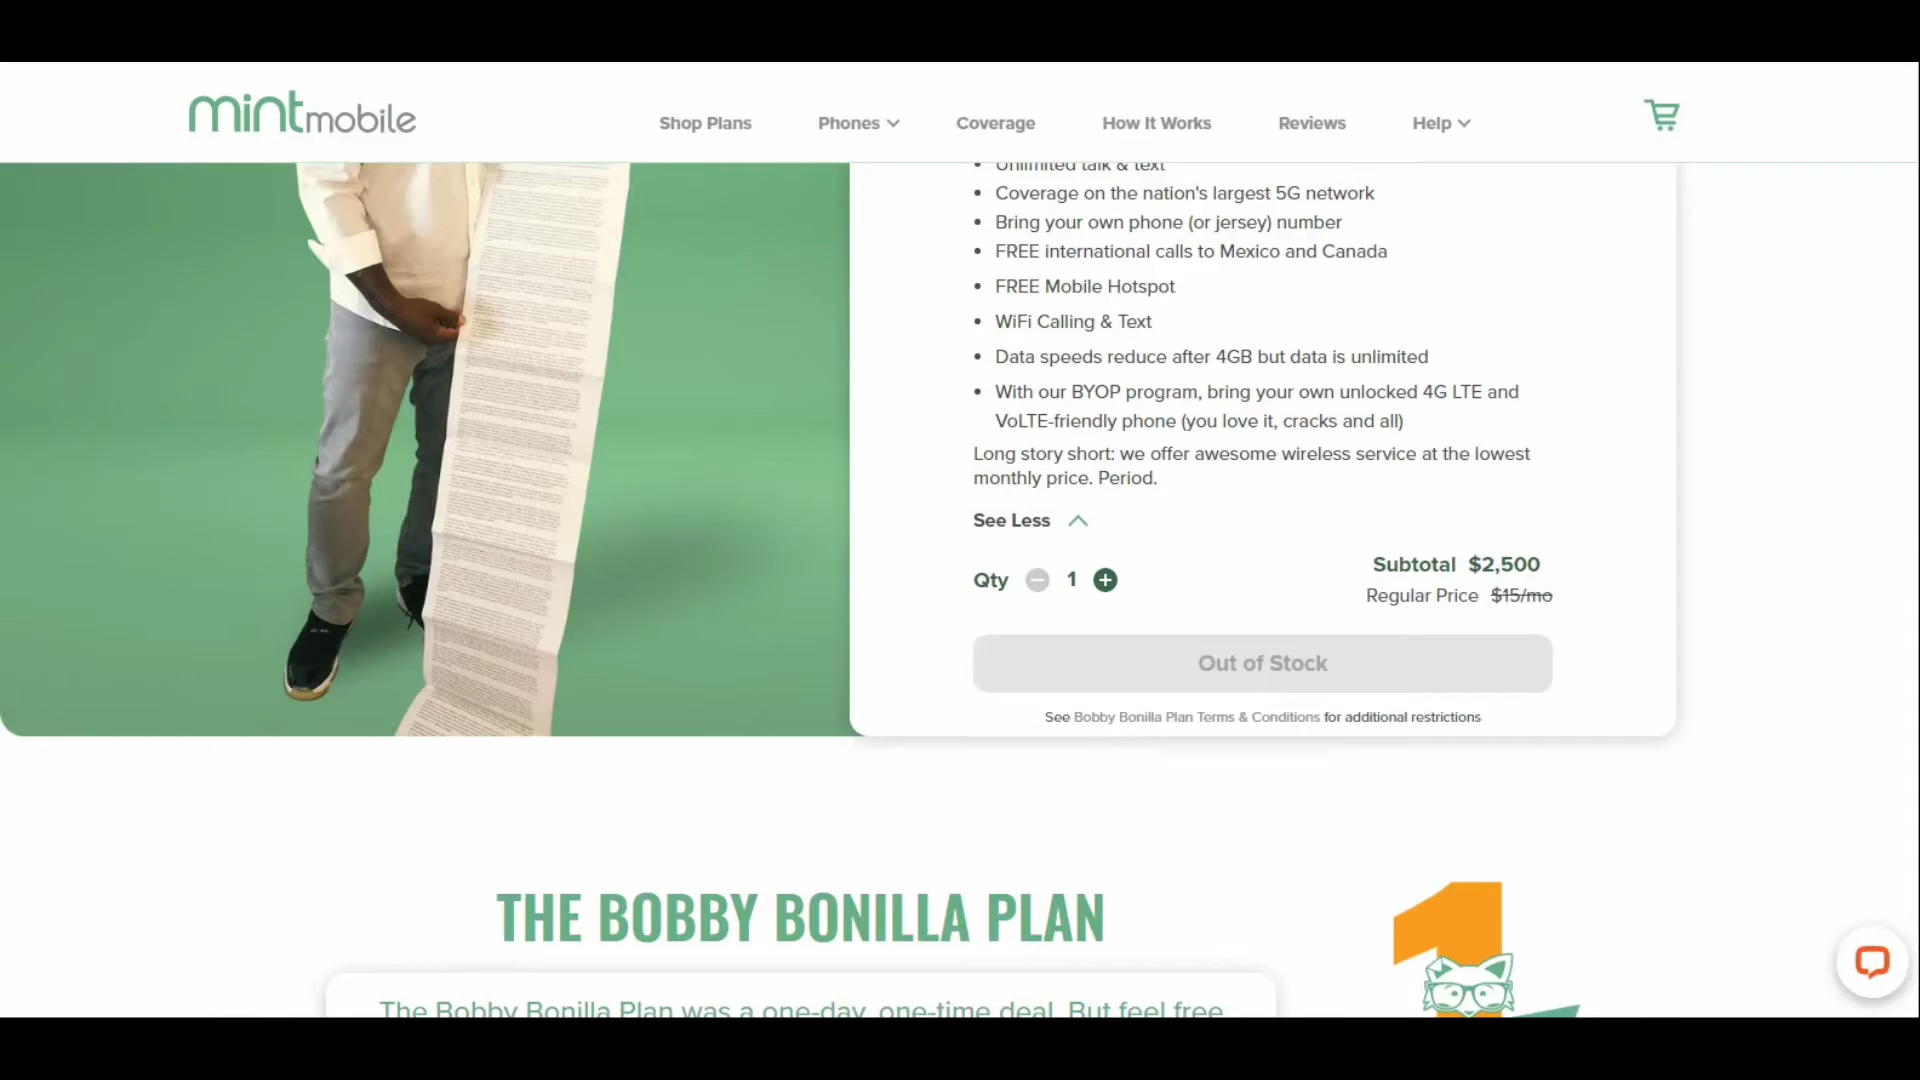 mintmobile
Shop Plans
Phones
Coverage
How It Works
Reviews
Help
Unlimited talk & text
Coverage on the nation's largest 5G network
Bring your own phone (or jersey) number
FREE international calls to Mexico and Canada
FREE Mobile Hotspot
WiFi Calling & Text
Data speeds reduce after 4GB but data is unlimited
With our BYOP program, bring your own unlocked 4G LTE and
VoLTE-friendly phone (you love it, cracks and all)
Long story short: we offer awesome wireless service at the lowest
monthly price. Period.
See Less
Qty 1
Subtotal $2,500
Regular Price $15/mo
Out of Stock
See Bobby Bonilla Plan Terms & Conditions for additional restrictions
THE BOBBY BONILLA PLAN
1
The Bobby Bonilla Plan was a one-day, one-time deal. But feel free